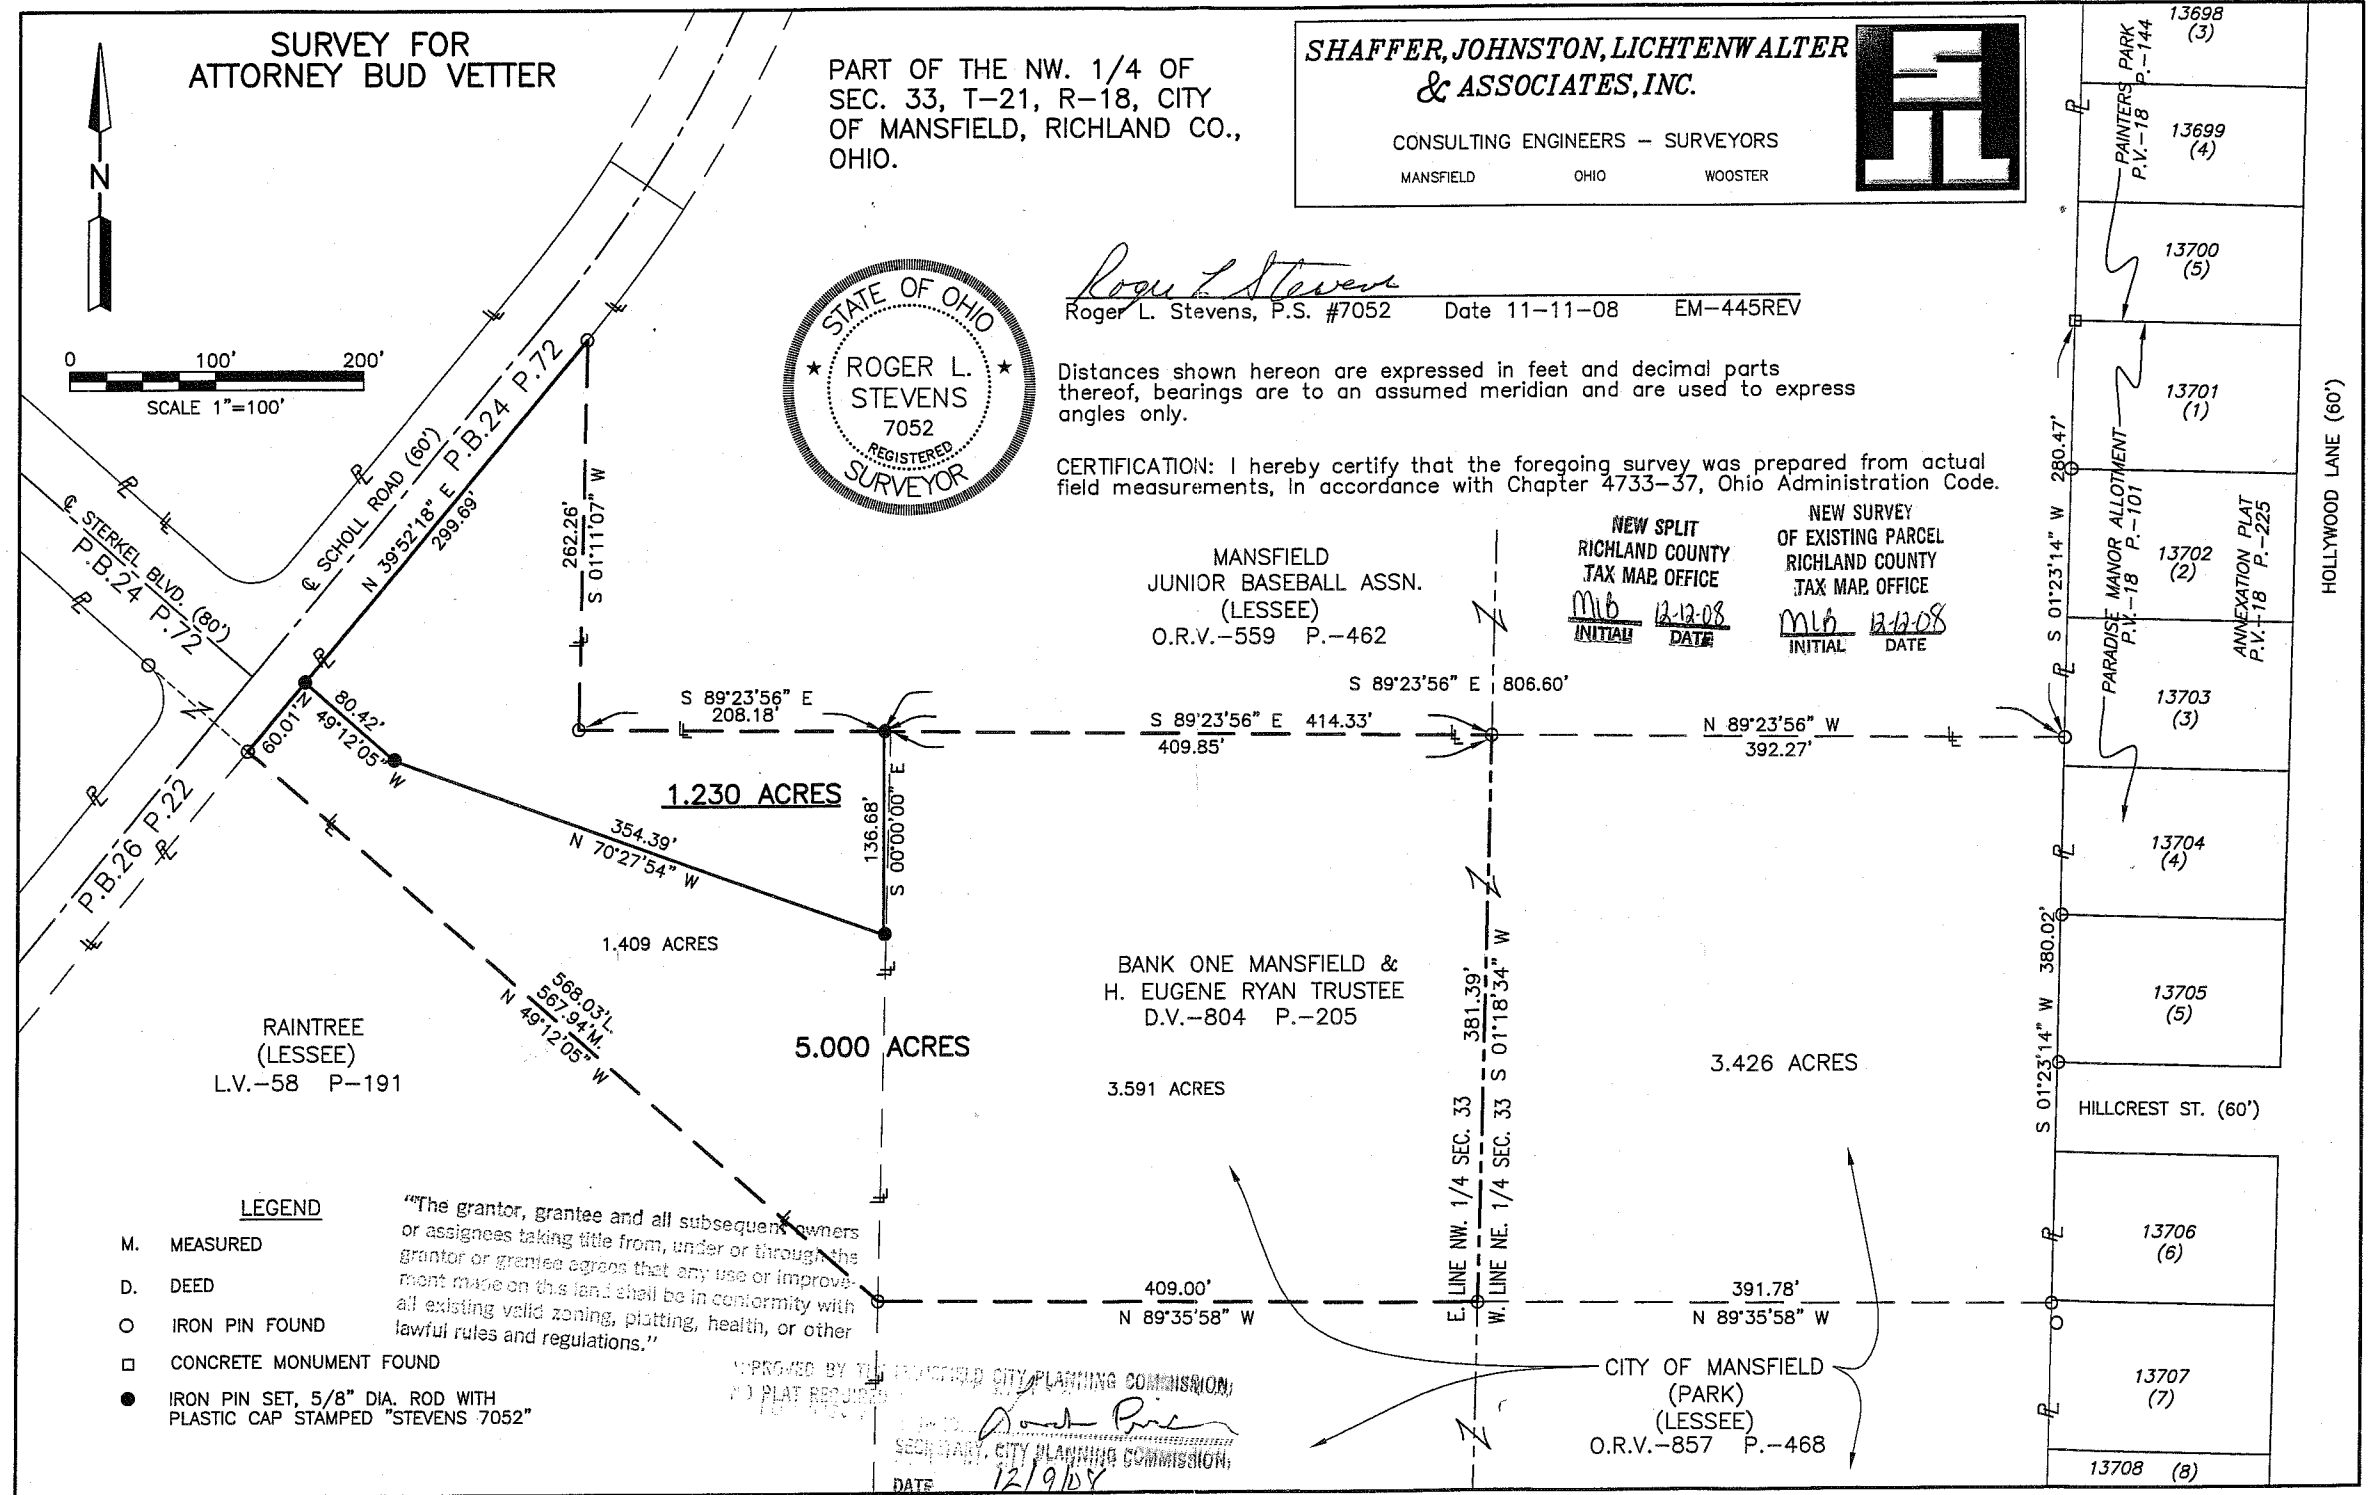 SURVEY FOR
ATTORNEY BUD VETTER
PART OF THE NW. 1/4 OF
SEC. 33, T-21, R-18, CITY
OF MANSFIELD, RICHLAND CO.,
OHIO.
SHAFFER, JOHNSTON, LICHTENWALTER
& ASSOCIATES, INC.
CONSULTING ENGINEERS - SURVEYORS
MANSFIELD OHIO WOOSTER
N
0 100' 200'
SCALE 1"=100'
STATE OF OHIO
ROGER L.
STEVENS
7052
REGISTERED
SURVEYOR
Roger L Stevens
Roger L. Stevens, P.S. #7052 Date 11-11-08 EM-445REV
Distances shown hereon are expressed in feet and decimal parts
thereof, bearings are to an assumed meridian and are used to express
angles only.
CERTIFICATION: I hereby certify that the foregoing survey was prepared from actual
field measurements, In accordance with Chapter 4733-37, Ohio Administration Code.
NEW SPLIT
RICHLAND COUNTY
TAX MAP. OFFICE
MLB 12-12-08
INITIAL DATE
NEW SURVEY
OF EXISTING PARCEL
RICHLAND COUNTY
TAX MAP. OFFICE
MLB 12-12-08
INITIAL DATE
MANSFIELD
JUNIOR BASEBALL ASSN.
(LESSEE)
O.R.V.-559 P.-462
℄ STERKEL BLVD. (80')
P.B.24 P.72
℄ SCHOLL ROAD (60')
P.B.24 P.72
N 39°52'18" E
299.69'
262.26'
S 01°11'07" W
P.B.26 P.22
60.01'
80.42'
N 49°12'05" W
S 89°23'56" E
208.18'
S 89°23'56" E 806.60'
S 89°23'56" E 414.33'
409.85'
N 89°23'56" W
392.27'
1.230 ACRES
136.68'
S 00°00'00" E
354.39'
N 70°27'54" W
1.409 ACRES
568.03'L.
567.94'M.
N 49°12'05" W
RAINTREE
(LESSEE)
L.V.-58 P-191
5.000 ACRES
BANK ONE MANSFIELD &
H. EUGENE RYAN TRUSTEE
D.V.-804 P.-205
3.591 ACRES
381.39'
E. LINE NW. 1/4 SEC. 33
W. LINE NE. 1/4 SEC. 33 S 01°18'34" W
3.426 ACRES
409.00'
N 89°35'58" W
391.78'
N 89°35'58" W
CITY OF MANSFIELD
(PARK)
(LESSEE)
O.R.V.-857 P.-468
S 01°23'14" W 280.47'
S 01°23'14" W 380.02'
PAINTERS PARK
P.V.-18 P.-144
PARADISE MANOR ALLOTMENT
P.V.-18 P.-101
ANNEXATION PLAT
P.V.-18 P.-225
HOLLYWOOD LANE (60')
13698
(3)
13699
(4)
13700
(5)
13701
(1)
13702
(2)
13703
(3)
13704
(4)
13705
(5)
HILLCREST ST. (60')
13706
(6)
13707
(7)
13708 (8)
LEGEND
M. MEASURED
D. DEED
IRON PIN FOUND
CONCRETE MONUMENT FOUND
IRON PIN SET, 5/8" DIA. ROD WITH
PLASTIC CAP STAMPED "STEVENS 7052"
"The grantor, grantee and all subsequent owners
or assignees taking title from, under or through the
grantor or grantee agrees that any use or improve-
ment made on this land shall be in conformity with
all existing valid zoning, platting, health, or other
lawful rules and regulations."
APPROVED BY THE MANSFIELD CITY PLANNING COMMISSION,
NO PLAT REQUIRED
SECRETARY, CITY PLANNING COMMISSION,
DATE 12/9/08